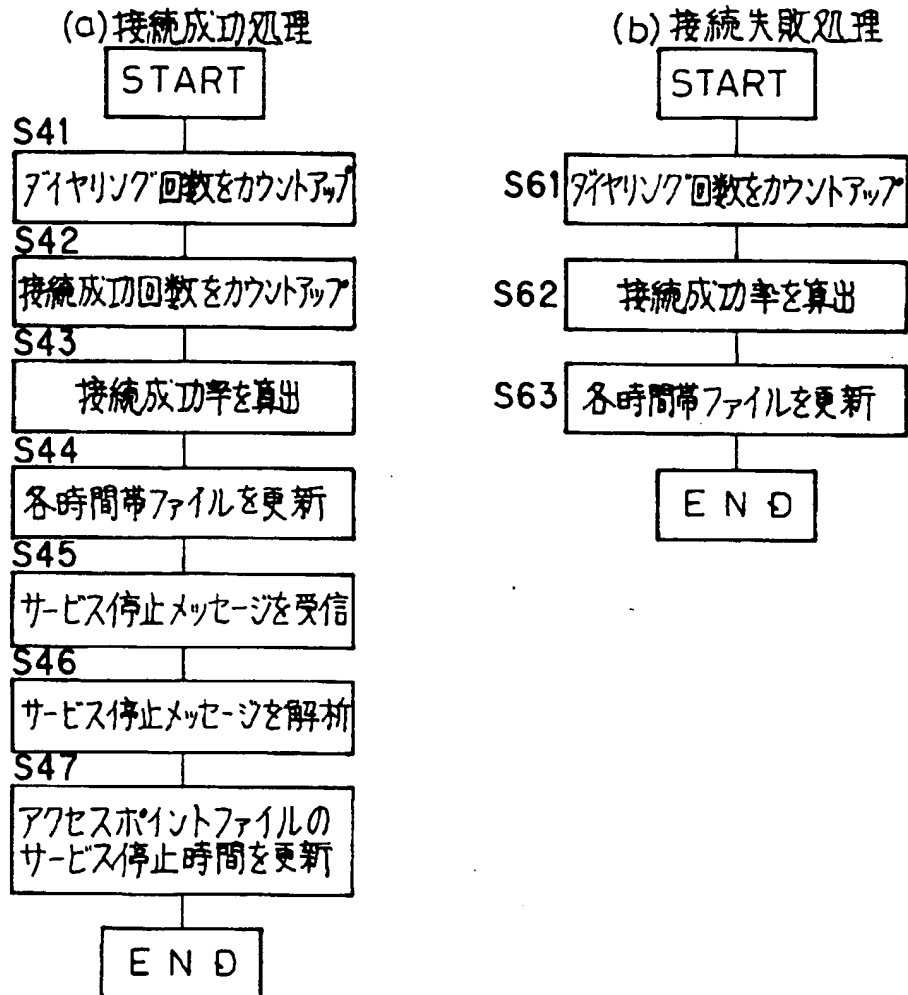 (a)接続成功処理
START
S41
ダイヤリング回数をカウントアップ
S42
接続成功回数をカウントアップ
S43
接続成功率を算出
S44
各時間帯ファイルを更新
S45
サービス停止メッセージを受信
S46
サービス停止メッセージを解析
S47
アクセスポイントファイルの
サービス停止時間を更新
END
(b)接続失敗処理
START
S61 ダイヤリング回数をカウントアップ
S62 接続成功率を算出
S63 各時間帯ファイルを更新
END